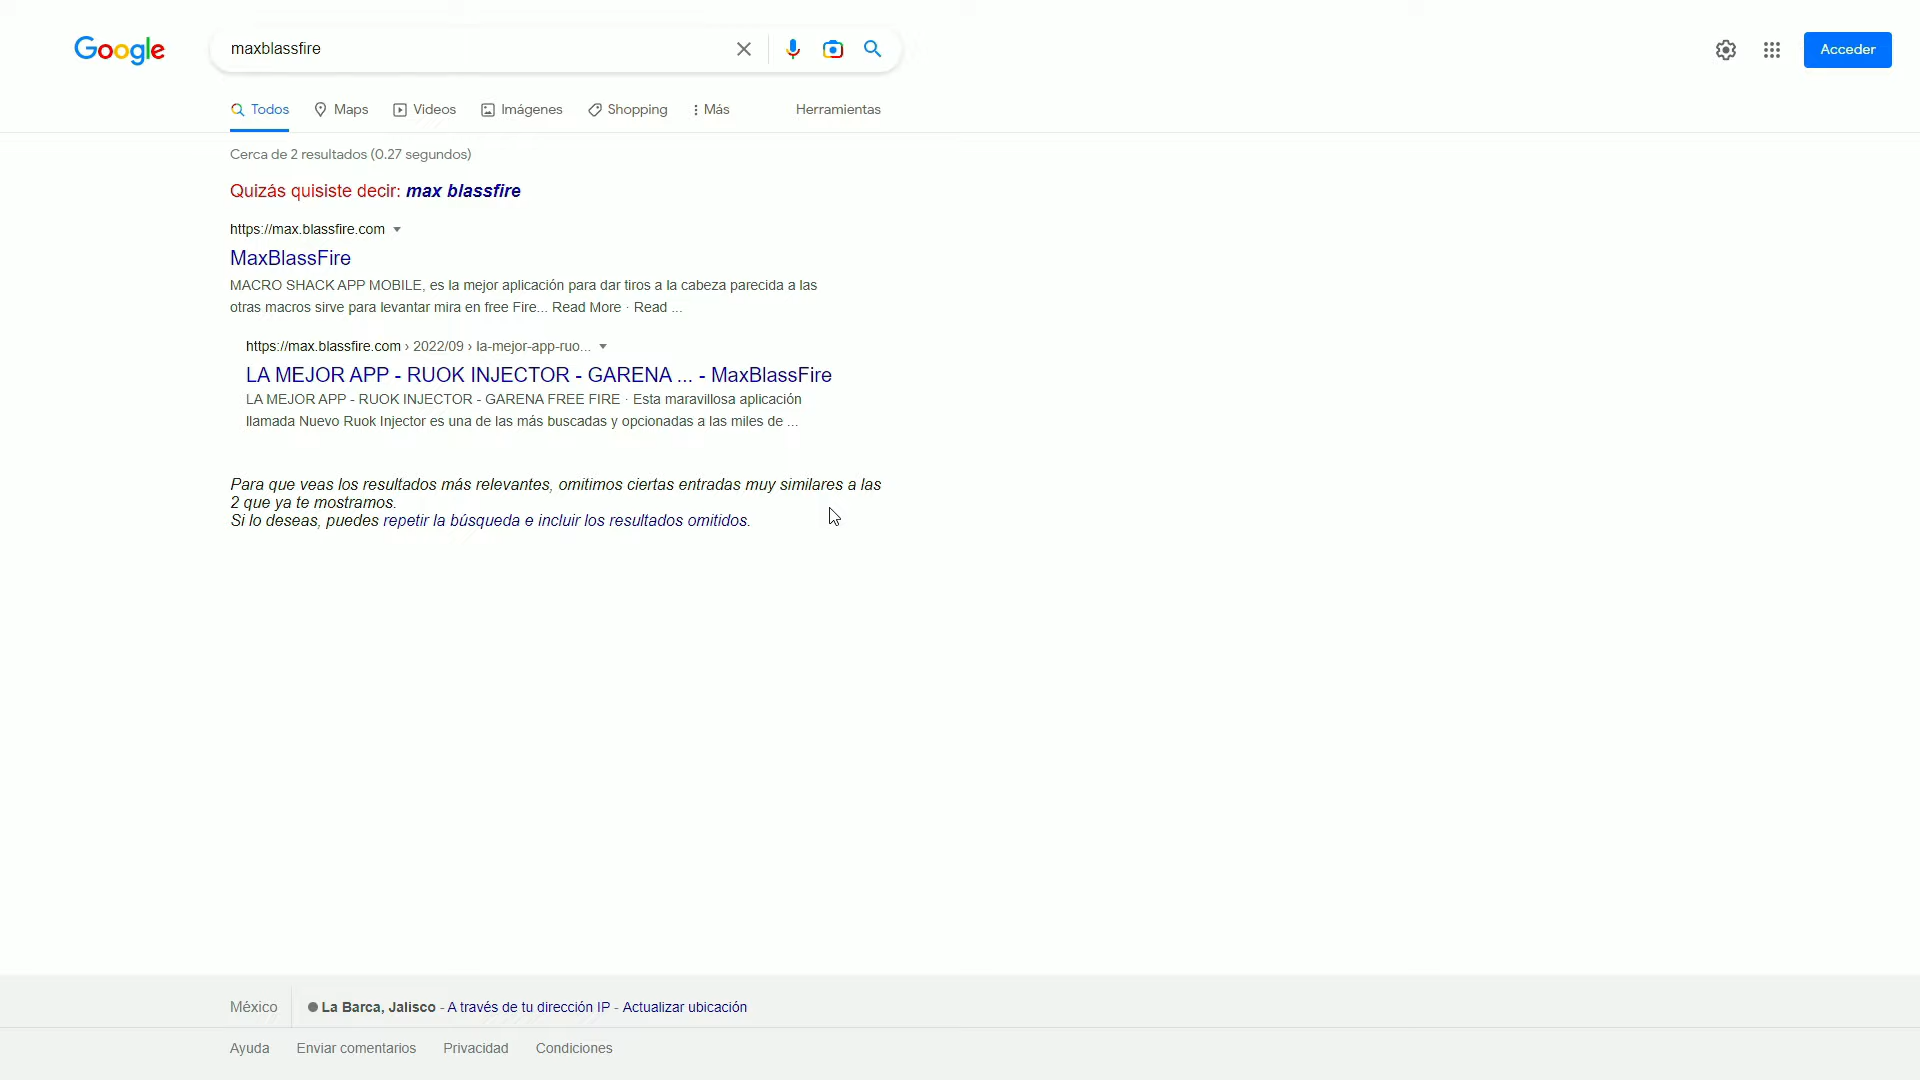 Google
maxblassfire
Acceder
Todos Maps Videos Imágenes Shopping Más Herramientas
Cerca de 2 resultados (0.27 segundos)
Quizás quisiste decir: max blassfire
https://max.blassfire.com
MaxBlassFire
MACRO SHACK APP MOBILE, es la mejor aplicación para dar tiros a la cabeza parecida a las
otras macros sirve para levantar mira en free Fire... Read More · Read ...
https://max.blassfire.com › 2022/09 › la-mejor-app-ruo...
LA MEJOR APP - RUOK INJECTOR - GARENA ... - MaxBlassFire
LA MEJOR APP - RUOK INJECTOR - GARENA FREE FIRE · Esta maravillosa aplicación
llamada Nuevo Ruok Injector es una de las más buscadas y opcionadas a las miles de ...
Para que veas los resultados más relevantes, omitimos ciertas entradas muy similares a las
2 que ya te mostramos.
Si lo deseas, puedes repetir la búsqueda e incluir los resultados omitidos.
México
La Barca, Jalisco - A través de tu dirección IP - Actualizar ubicación
Ayuda Enviar comentarios Privacidad Condiciones